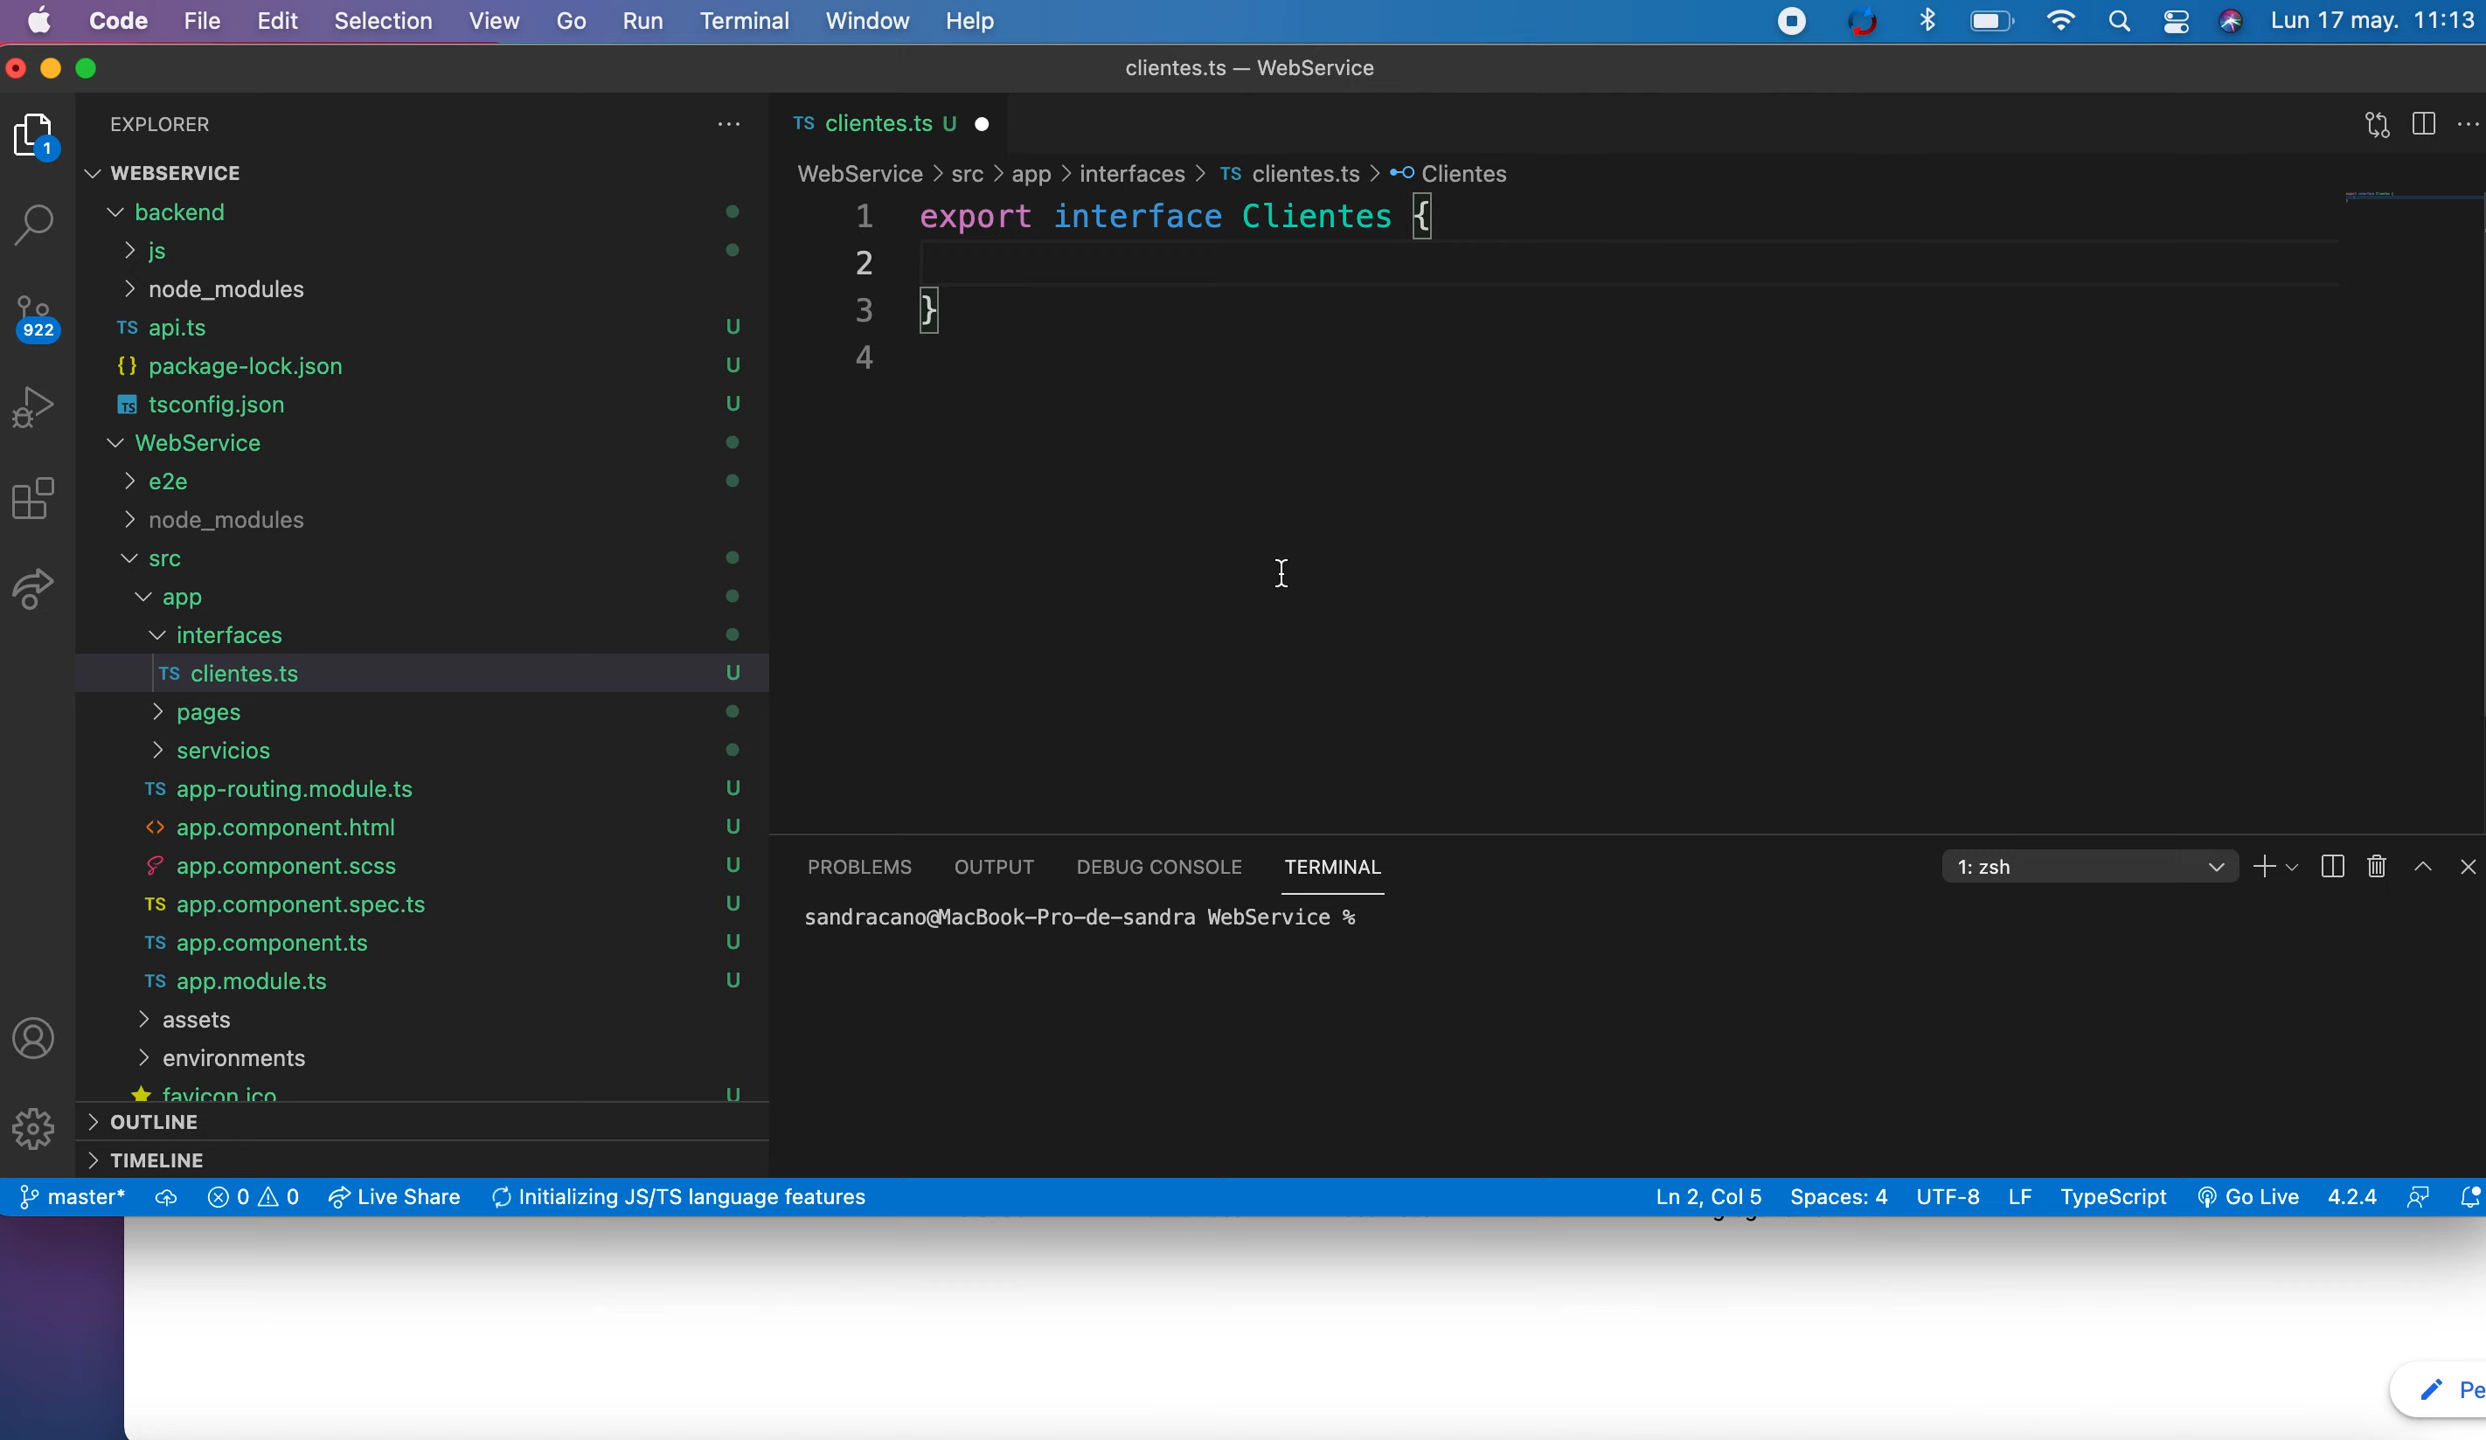 Code File Edit Selection View Go Run Terminal Window Help Lun 17 may. 11:13
clientes.ts — WebService
EXPLORER
WEBSERVICE
backend
js
node_modules
TS api.ts U
{} package-lock.json U
TS tsconfig.json U
WebService
e2e
node_modules
src
app
interfaces
TS clientes.ts U
pages
servicios
TS app-routing.module.ts U
<> app.component.html U
app.component.scss U
TS app.component.spec.ts U
TS app.component.ts U
TS app.module.ts U
assets
environments
favicon.ico U
OUTLINE
TIMELINE
1
922
TS clientes.ts U
WebService > src > app > interfaces > TS clientes.ts > Clientes
1 export interface Clientes {
2
3 }
4
PROBLEMS OUTPUT DEBUG CONSOLE TERMINAL 1: zsh
sandracano@MacBook-Pro-de-sandra WebService %
master* 0 0 Live Share Initializing JS/TS language features Ln 2, Col 5 Spaces: 4 UTF-8 LF TypeScript Go Live 4.2.4
Pe